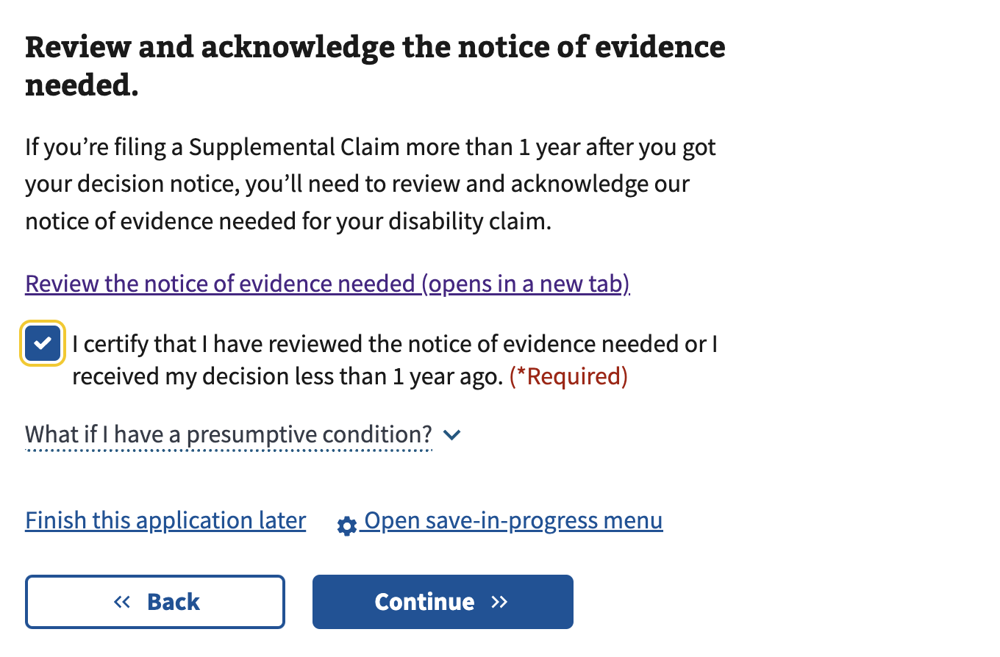 Review and acknowledge the notice of evidence
needed.
If you’re filing a Supplemental Claim more than 1 year after you got
your decision notice, you’ll need to review and acknowledge our
notice of evidence needed for your disability claim.
Review the notice of evidence needed (opens in a new tab)
I certify that I have reviewed the notice of evidence needed or I
received my decision less than 1 year ago. (*Required)
What if I have a presumptive condition?
Finish this application later Open save-in-progress menu
« Back Continue »